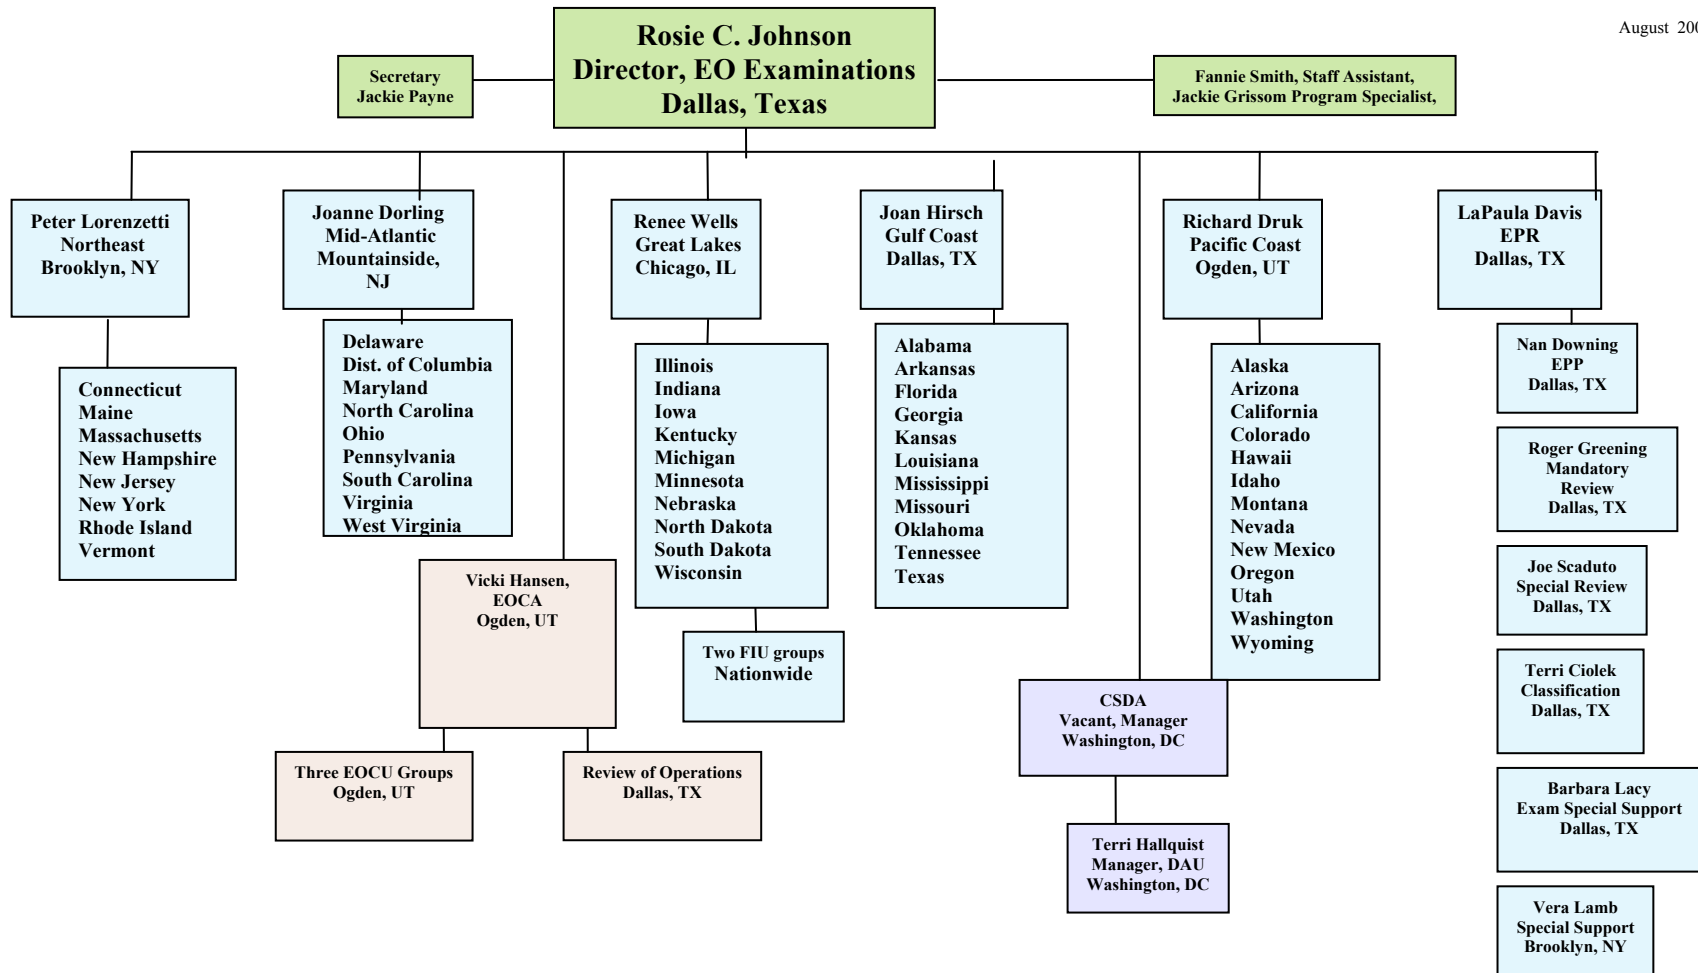 August 200
Rosie C. Johnson
Director, EO Examinations
Dallas, Texas
Secretary
Jackie Payne
Fannie Smith, Staff Assistant,
Jackie Grissom Program Specialist,
Peter Lorenzetti
Northeast
Brooklyn, NY
Joanne Dorling
Mid-Atlantic
Mountainside,
NJ
Renee Wells
Great Lakes
Chicago, IL
Joan Hirsch
Gulf Coast
Dallas, TX
Richard Druk
Pacific Coast
Ogden, UT
LaPaula Davis
EPR
Dallas, TX
Connecticut
Maine
Massachusetts
New Hampshire
New Jersey
New York
Rhode Island
Vermont
Delaware
Dist. of Columbia
Maryland
North Carolina
Ohio
Pennsylvania
South Carolina
Virginia
West Virginia
Illinois
Indiana
Iowa
Kentucky
Michigan
Minnesota
Nebraska
North Dakota
South Dakota
Wisconsin
Alabama
Arkansas
Florida
Georgia
Kansas
Louisiana
Mississippi
Missouri
Oklahoma
Tennessee
Texas
Alaska
Arizona
California
Colorado
Hawaii
Idaho
Montana
Nevada
New Mexico
Oregon
Utah
Washington
Wyoming
Nan Downing
EPP
Dallas, TX
Roger Greening
Mandatory
Review
Dallas, TX
Joe Scaduto
Special Review
Dallas, TX
Terri Ciolek
Classification
Dallas, TX
Barbara Lacy
Exam Special Support
Dallas, TX
Vera Lamb
Special Support
Brooklyn, NY
Vicki Hansen,
EOCA
Ogden, UT
Two FIU groups
Nationwide
CSDA
Vacant, Manager
Washington, DC
Three EOCU Groups
Ogden, UT
Review of Operations
Dallas, TX
Terri Hallquist
Manager, DAU
Washington, DC